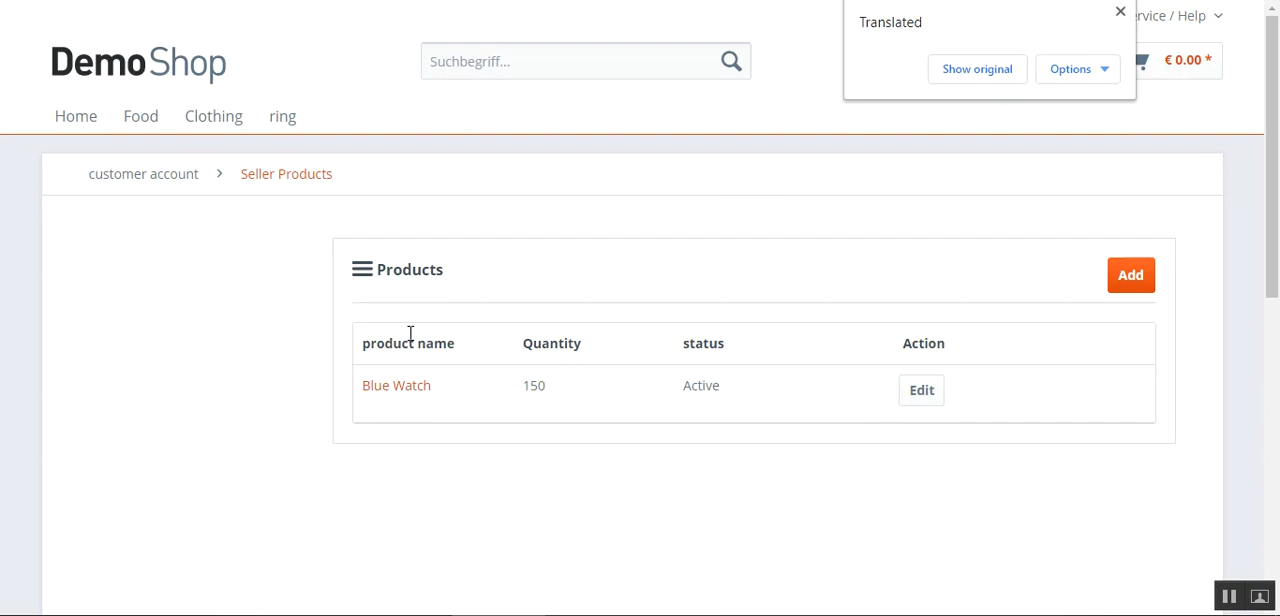 Translated
Show original Options
rvice / Help
DemoShop
Suchbegriff...
€ 0.00 *
Home Food Clothing ring
customer account > Seller Products
Products
Add
product name Quantity status Action
Blue Watch 150 Active Edit